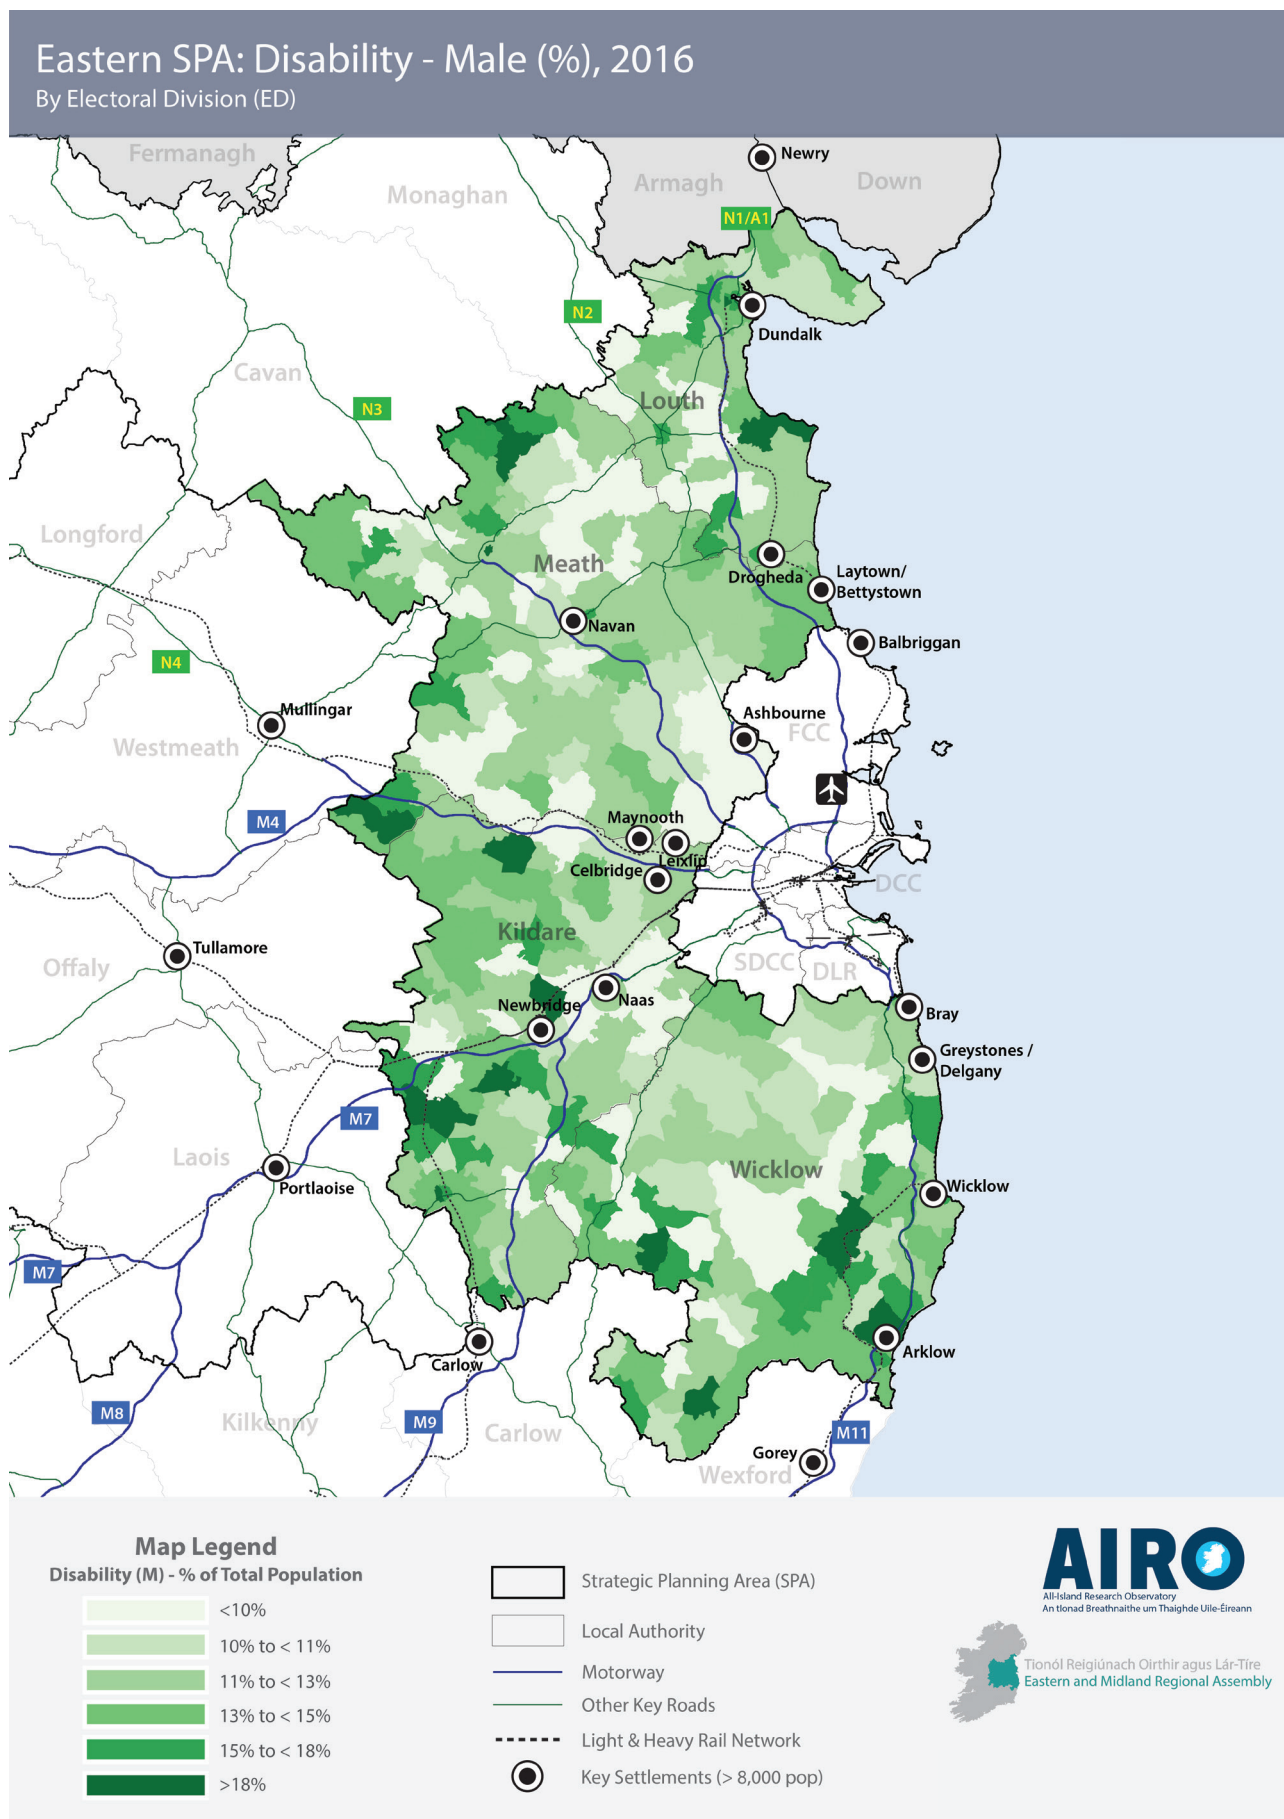 Eastern SPA: Disability - Male (%), 2016
By Electoral Division (ED)
Fermanagh
Monaghan
Armagh
Newry
Down
N1/A1
N2
Dundalk
Cavan
N3
Louth
Longford
Meath
Drogheda
Laytown/
Bettystown
Navan
Balbriggan
N4
Mullingar
Westmeath
Ashbourne
FCC
M4
Maynooth
Leixlip
Celbridge
DCC
Kildare
Tullamore
Offaly
SDCC
DLR
Newbridge
Naas
Bray
Greystones /
Delgany
M7
Laois
Portlaoise
Wicklow
Wicklow
M7
Carlow
Arklow
M8
Kilkenny
M9
Carlow
M11
Gorey
Wexford
Map Legend
Disability (M) - % of Total Population
<10%
10% to < 11%
11% to < 13%
13% to < 15%
15% to < 18%
>18%
Strategic Planning Area (SPA)
Local Authority
Motorway
Other Key Roads
Light & Heavy Rail Network
Key Settlements (> 8,000 pop)
AIRO
All-Island Research Observatory
An tIonad Breathnaithe um Thaighde Uile-Éireann
Tionól Reigiúnach Oirthir agus Lár-Tíre
Eastern and Midland Regional Assembly